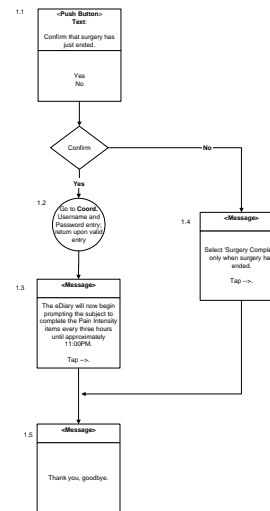 1.1
<Push Button>
Text:
Confirm that surgery has
just ended.
Yes
No
Confirm
No
Yes
1.2
Go to Coord.
Username and
Password entry;
return upon valid
entry
1.4
<Message>
Select 'Surgery Comple
only when surgery ha
ended.
Tap -->.
1.3
<Message>
The eDiary will now begin
prompting the subject to
complete the Pain Intensity
items every three hours
until approximately
11:00PM.
Tap -->.
1.5
<Message>
Thank you, goodbye.